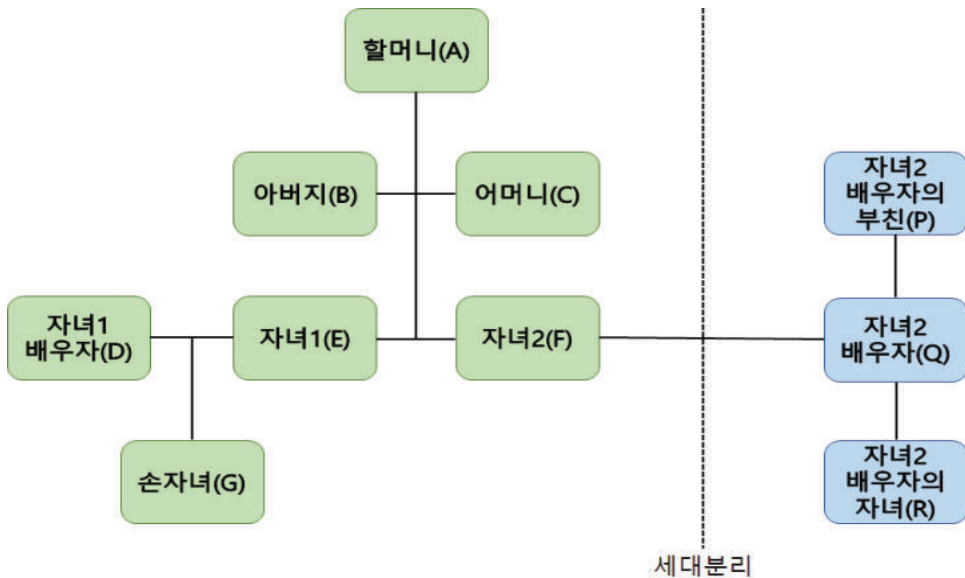 할머니(A)
아버지(B)
어머니(C)
자녀2
배우자의
부친(P)
자녀1
배우자(D)
자녀1(E)
자녀2(F)
자녀2
배우자(Q)
손자녀(G)
자녀2
배우자의
자녀(R)
세대분리